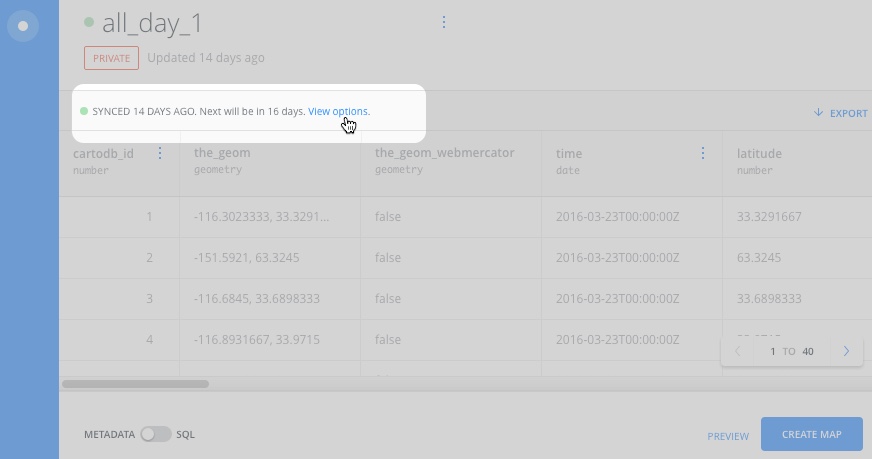 all_day_1
PRIVATE Updated 14 days ago
SYNCED 14 DAYS AGO. Next will be in 16 days. View options.
EXPORT
cartodb_id the_geom the_geom_webmercator time latitude
number geometry geometry date number
1 -116.3023333, 33.3291... false 2016-03-23T00:00:00Z 33.3291667
2 -151.5921, 63.3245 false 2016-03-23T00:00:00Z 63.3245
3 -116.6845, 33.6898333 false 2016-03-23T00:00:00Z 33.6898333
4 -116.8931667, 33.9715 false 2016-03-23T00:00:00Z
1 TO 40
METADATA SQL
PREVIEW CREATE MAP